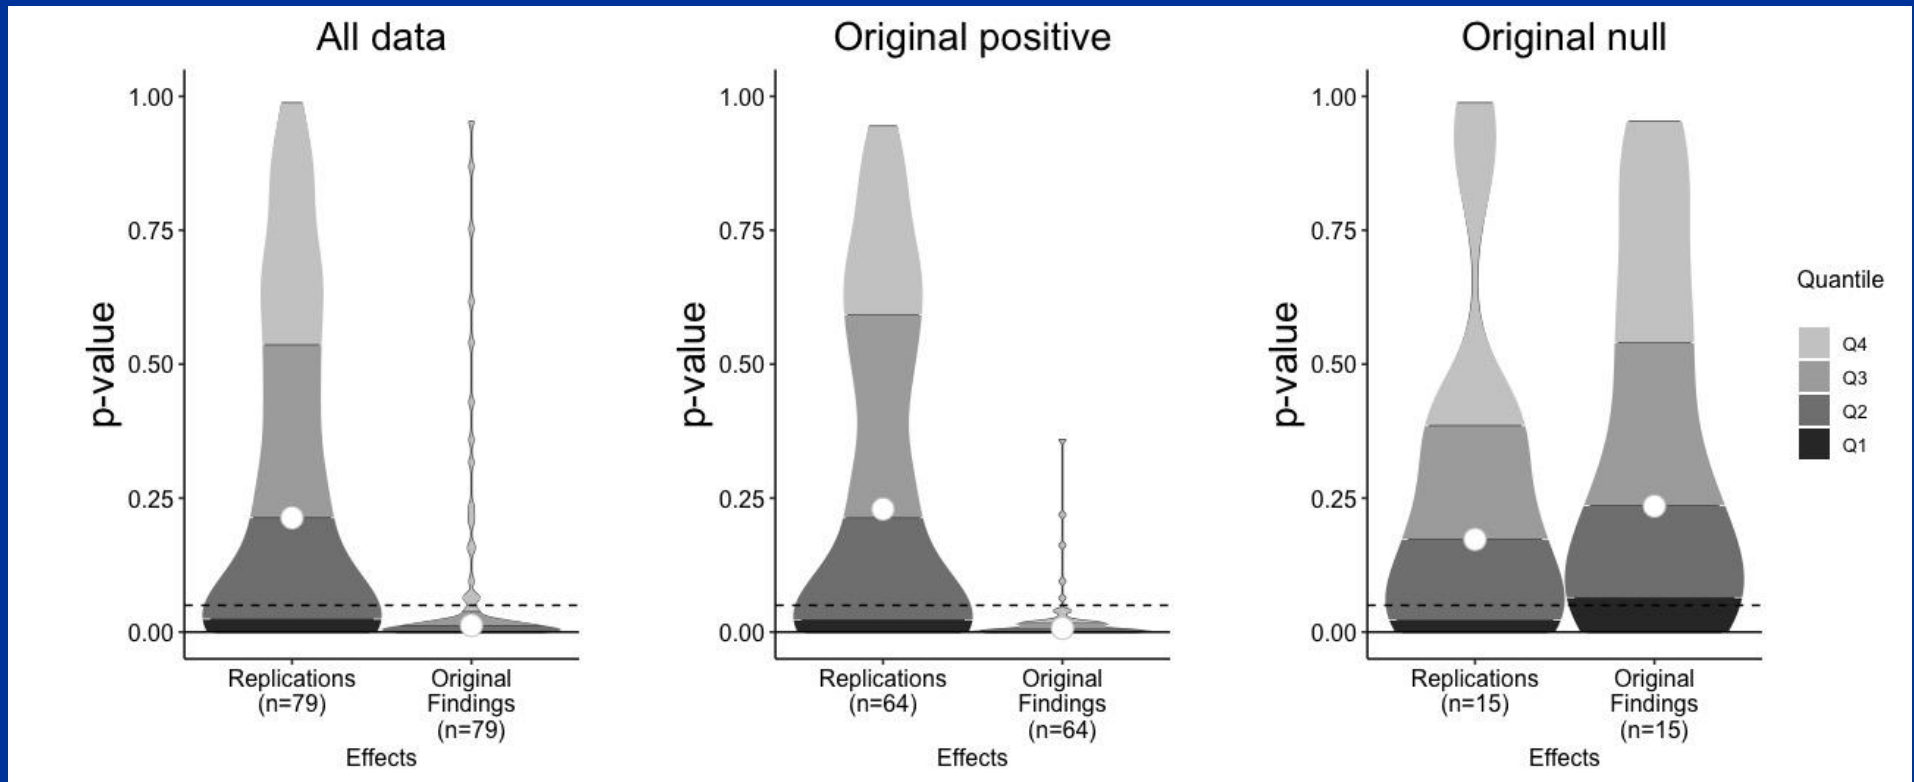 All data
p-value
1.00
0.75
0.50
0.25
0.00
Replications
(n=79)
Original
Findings
(n=79)
Effects
Original positive
p-value
1.00
0.75
0.50
0.25
0.00
Replications
(n=64)
Original
Findings
(n=64)
Effects
Original null
p-value
1.00
0.75
0.50
0.25
0.00
Replications
(n=15)
Original
Findings
(n=15)
Effects
Quantile
Q4
Q3
Q2
Q1